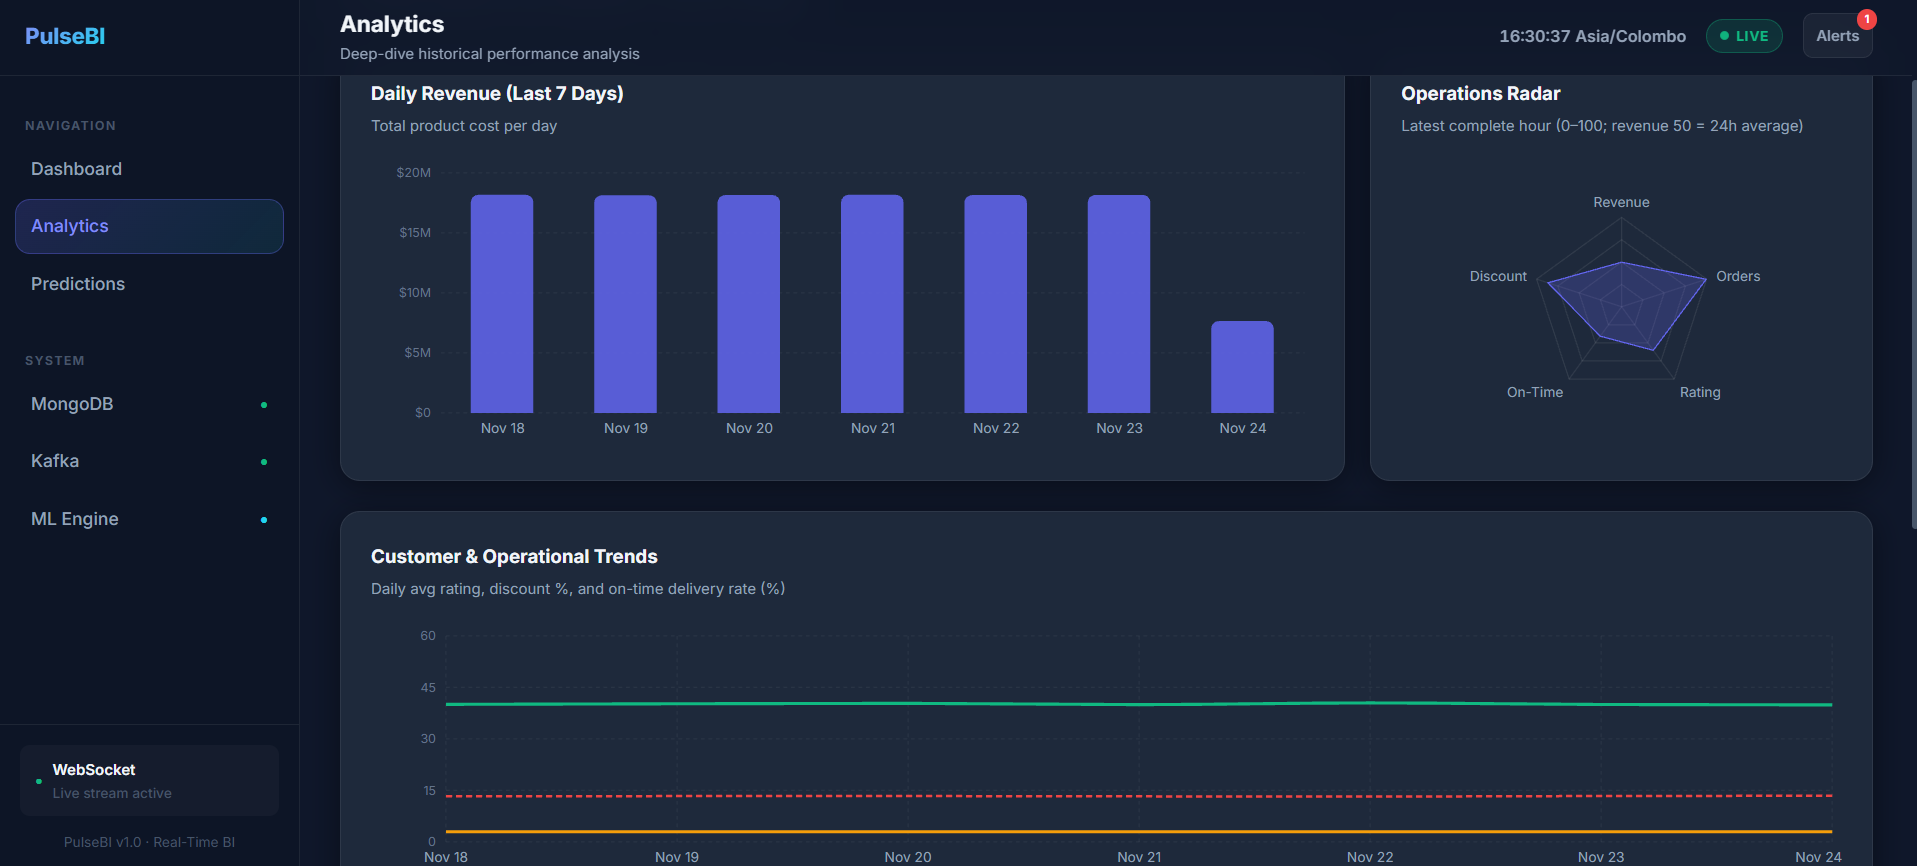 PulseBI
NAVIGATION
Dashboard
Analytics
Predictions
SYSTEM
MongoDB
Kafka
ML Engine
WebSocket
Live stream active
PulseBI v1.0 · Real-Time BI
Analytics
Deep-dive historical performance analysis
16:30:37 Asia/Colombo
LIVE
Alerts
1
Daily Revenue (Last 7 Days)
Total product cost per day
$20M
$15M
$10M
$5M
$0
Nov 18 Nov 19 Nov 20 Nov 21 Nov 22 Nov 23 Nov 24
Operations Radar
Latest complete hour (0–100; revenue 50 = 24h average)
Revenue
Discount
Orders
On-Time
Rating
Customer & Operational Trends
Daily avg rating, discount %, and on-time delivery rate (%)
60
45
30
15
0
Nov 18 Nov 19 Nov 20 Nov 21 Nov 22 Nov 23 Nov 24